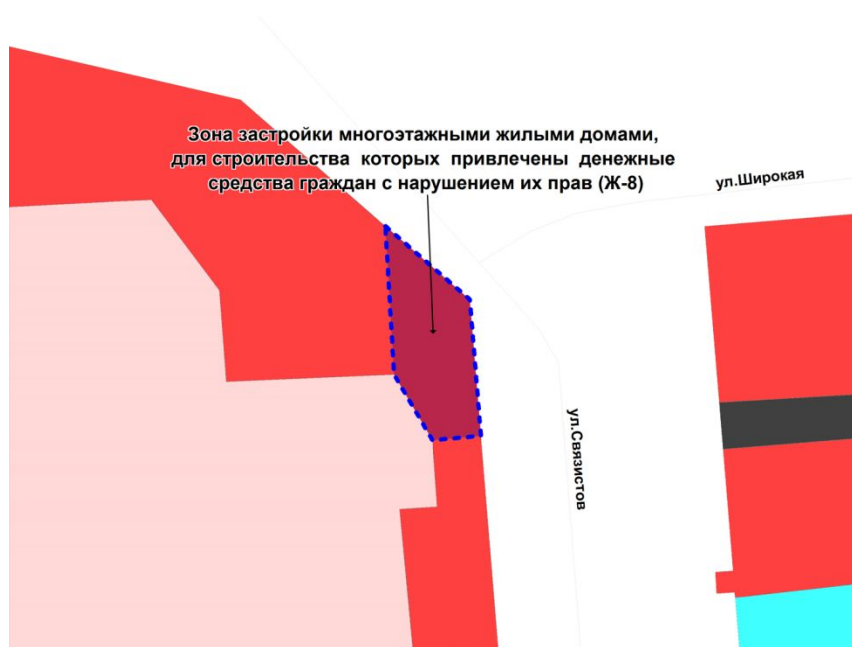 Зона застройки многоэтажными жилыми домами,
для строительства которых привлечены денежные
средства граждан с нарушением их прав (Ж-8)
ул.Широкая
ул.Связистов